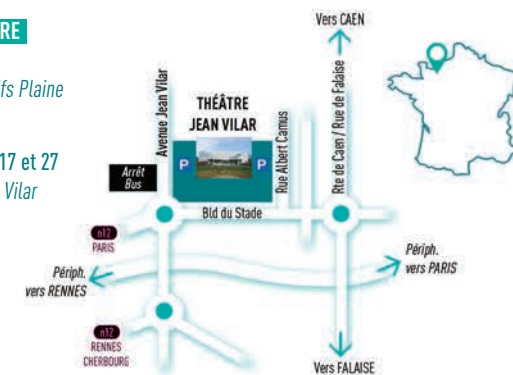 RE
fs Plaine
17 et 27
Vilar
Vers CAEN
Avenue Jean Vilar
THÉÂTRE
JEAN VILAR
P
P
Rue Albert Camus
Rte de Caen / Rue de Falaise
Arrêt
Bus
Bld du Stade
n12
PARIS
Périph.
vers RENNES
Périph.
vers PARIS
n12
RENNES
CHERBOURG
Vers FALAISE